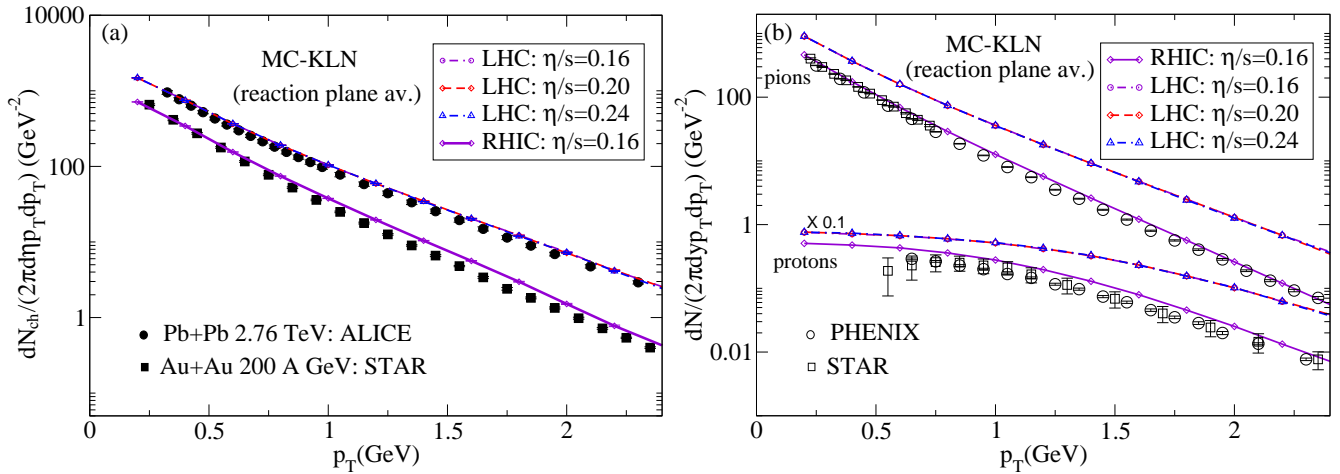 (a)
MC-KLN
(reaction plane av.)
LHC: η/s=0.16
LHC: η/s=0.20
LHC: η/s=0.24
RHIC: η/s=0.16
Pb+Pb 2.76 TeV: ALICE
Au+Au 200 A GeV: STAR
10000
100
1
dN_ch/(2πdηp_Tdp_T) (GeV^-2)
0
0.5
1
1.5
2
p_T(GeV)
(b)
MC-KLN
(reaction plane av.)
RHIC: η/s=0.16
LHC: η/s=0.16
LHC: η/s=0.20
LHC: η/s=0.24
pions
X 0.1
protons
PHENIX
STAR
100
1
0.01
dN/(2πdyp_Tdp_T) (GeV^-2)
0
0.5
1
1.5
2
p_T(GeV)